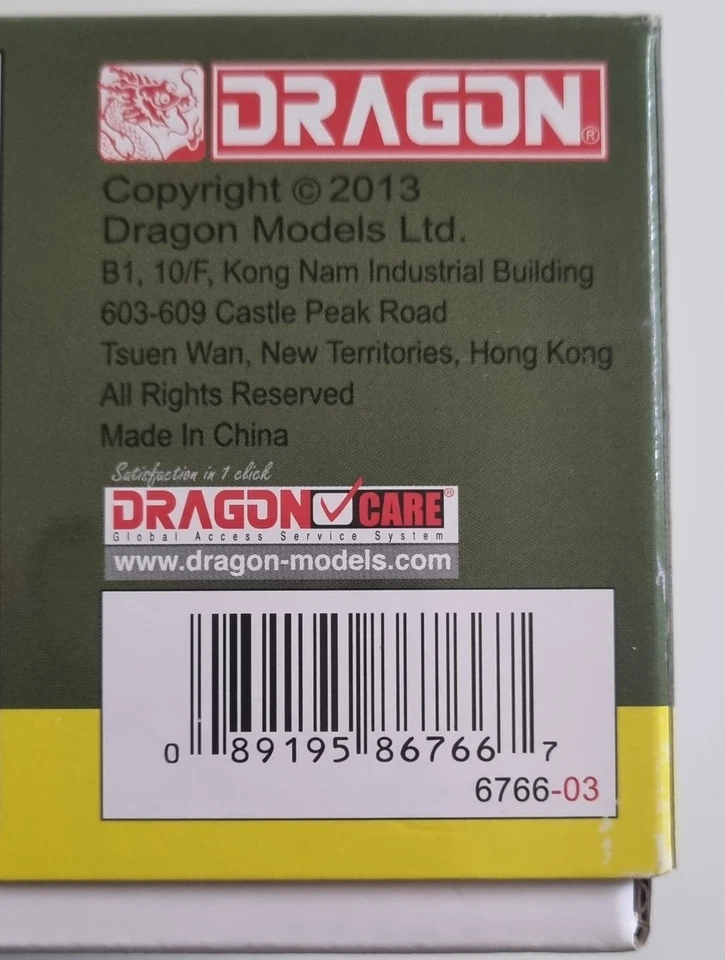 DRAGON®
Copyright © 2013
Dragon Models Ltd.
B1, 10/F, Kong Nam Industrial Building
603-609 Castle Peak Road
Tsuen Wan, New Territories, Hong Kong
All Rights Reserved
Made In China
Satisfaction in 1 click
DRAGON CARE®
Global Access Service System
www.dragon-models.com
0 89195 86766 7
6766-03